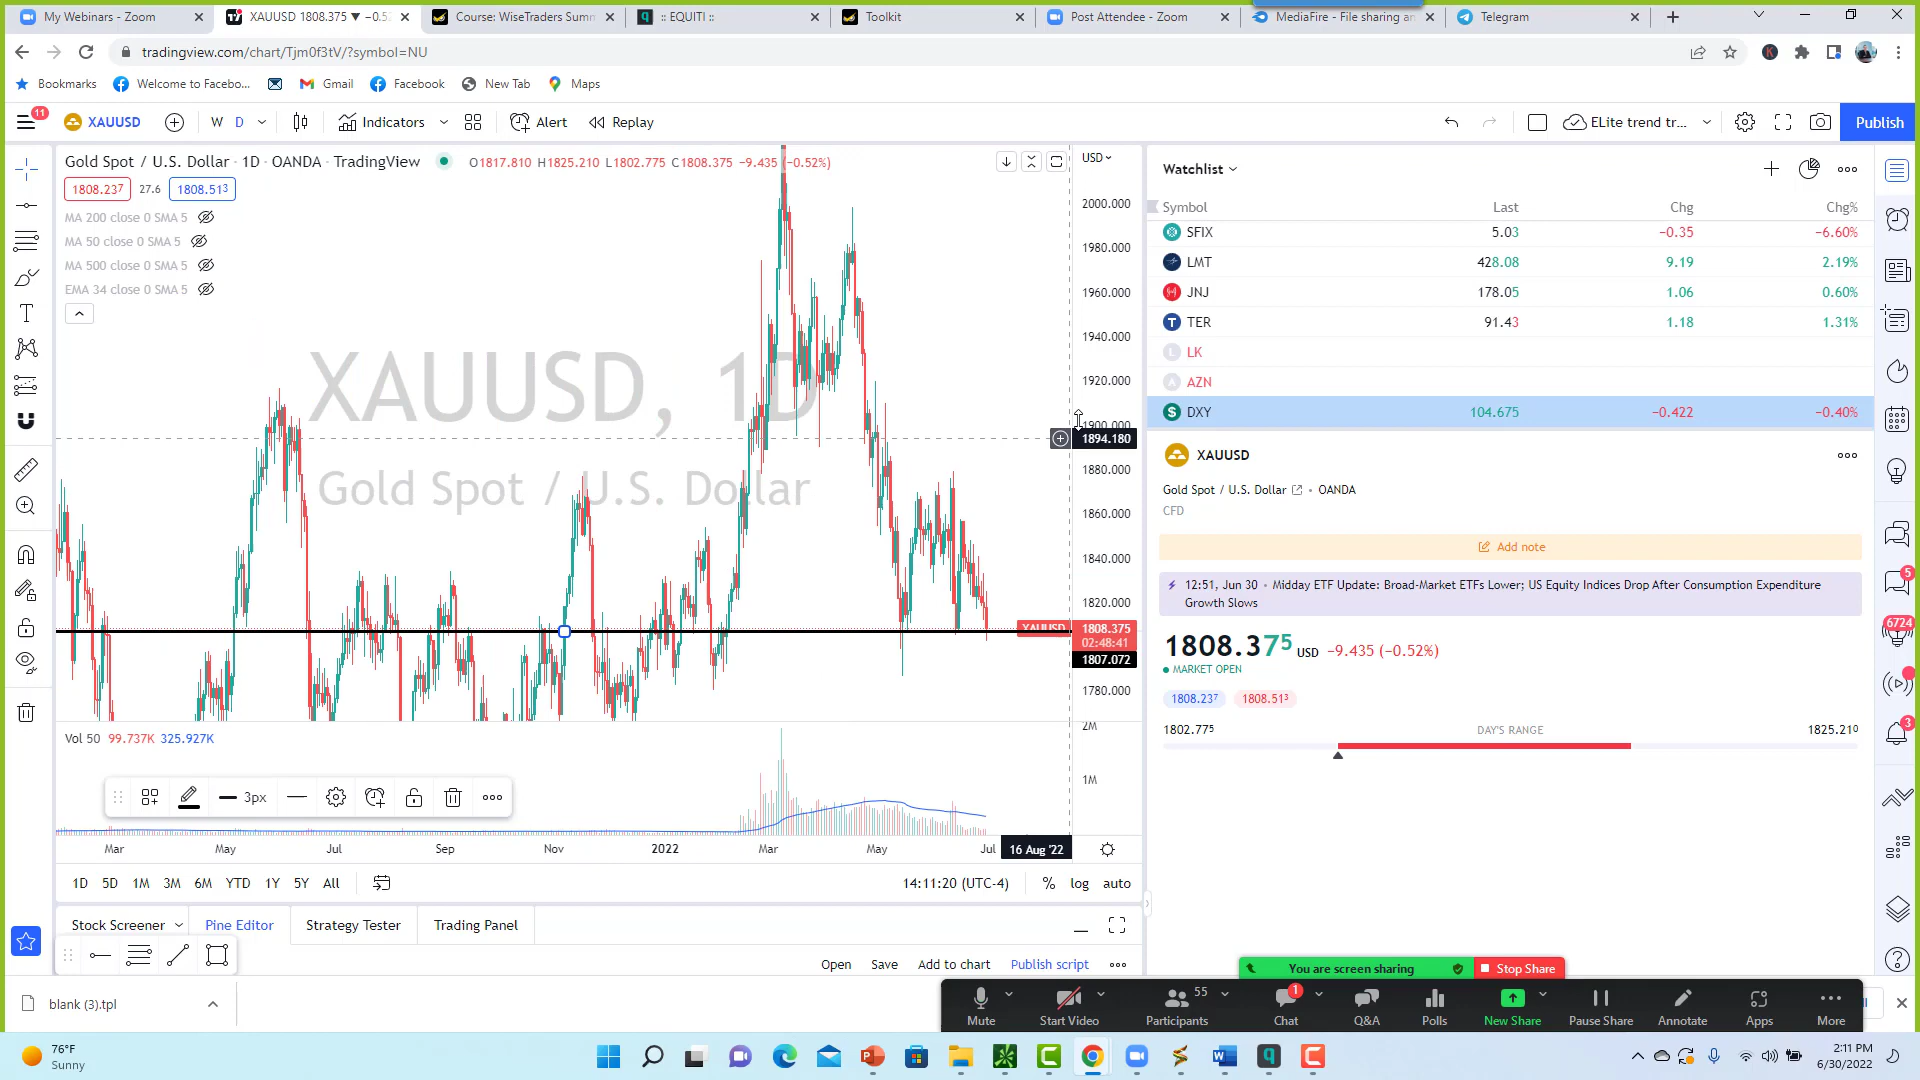 My Webinars - Zoom
XAUUSD 1808.375 ▼ −0.5
Course: WiseTraders Summ
:: EQUITI ::
Toolkit
Post Attendee - Zoom
MediaFire - File sharing an
Telegram
tradingview.com/chart/Tjm0f3tV/?symbol=NU
Bookmarks
Welcome to Facebo...
Gmail
Facebook
New Tab
Maps
11
XAUUSD
W D
Indicators
Alert
Replay
ELite trend tr...
Publish
Gold Spot / U.S. Dollar · 1D · OANDA · TradingView
O1817.810 H1825.210 L1802.775 C1808.375 −9.435 (−0.52%)
USD
1808.237 27.6 1808.513
MA 200 close 0 SMA 5
MA 50 close 0 SMA 5
MA 500 close 0 SMA 5
EMA 34 close 0 SMA 5
XAUUSD, 1D
Gold Spot / U.S. Dollar
2000.000
1980.000
1960.000
1940.000
1920.000
1900.000
1894.180
1880.000
1860.000
1840.000
1820.000
XAUUSD 1808.375
02:48:41
1807.072
1780.000
Vol 50 99.737K 325.927K
2M
1M
3px
Mar May Jul Sep Nov 2022 Mar May Jul 16 Aug '22
1D 5D 1M 3M 6M YTD 1Y 5Y All
14:11:20 (UTC-4) % log auto
Stock Screener Pine Editor Strategy Tester Trading Panel
Open Save Add to chart Publish script
Watchlist
Symbol Last Chg Chg%
SFIX 5.03 −0.35 −6.60%
LMT 428.08 9.19 2.19%
JNJ 178.05 1.06 0.60%
TER 91.43 1.18 1.31%
LK
AZN
DXY 104.675 −0.422 −0.40%
XAUUSD
Gold Spot / U.S. Dollar • OANDA
CFD
Add note
12:51, Jun 30 • Midday ETF Update: Broad-Market ETFs Lower; US Equity Indices Drop After Consumption Expenditure
Growth Slows
1808.375 USD −9.435 (−0.52%)
MARKET OPEN
1808.237 1808.513
1802.775 DAY'S RANGE 1825.210
5
6724
3
You are screen sharing Stop Share
Mute
Start Video
55
Participants
1
Chat
Q&A
Polls
New Share
Pause Share
Annotate
Apps
More
blank (3).tpl
76°F
Sunny
2:11 PM
6/30/2022